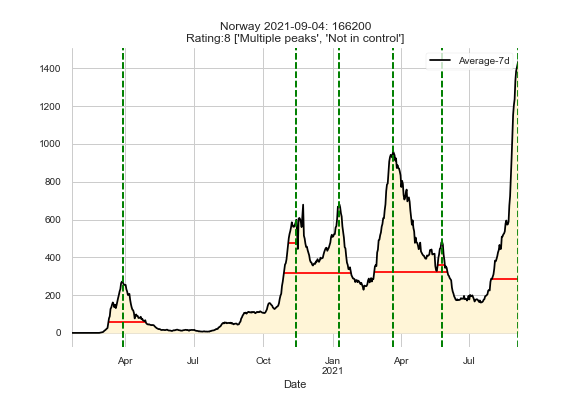 Norway 2021-09-04: 166200
Rating:8 ['Multiple peaks', 'Not in control']
Average-7d
1400
1200
1000
800
600
400
200
0
Apr Jul Oct Jan Apr Jul
2021
Date